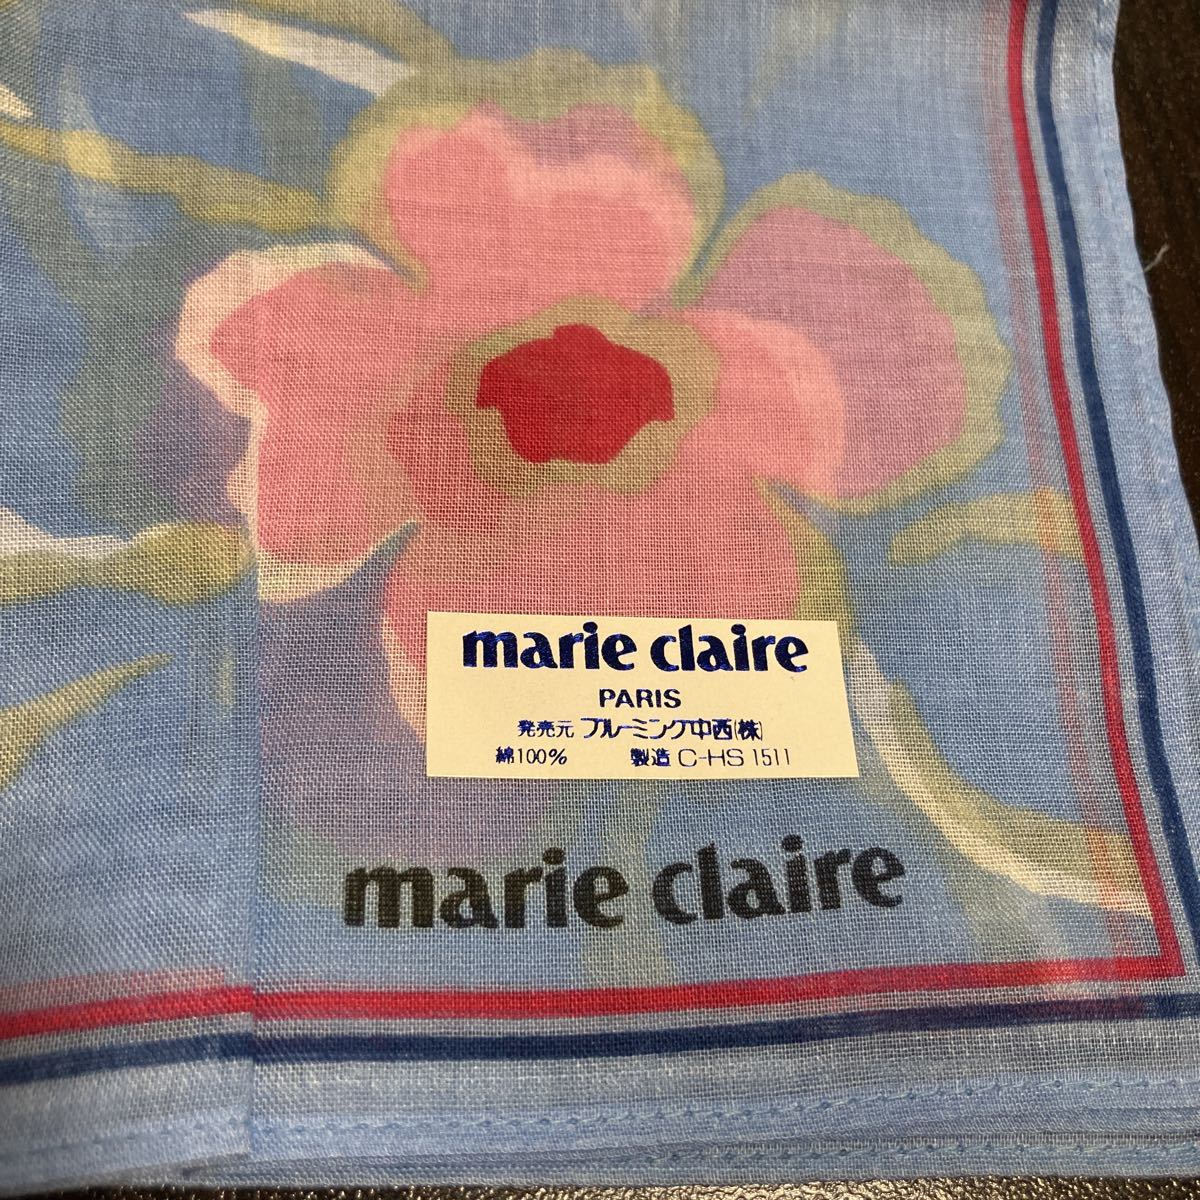 marie claire
PARIS
発売元 ブルーミング中西(株)
綿100% 製造 C-HS 1511
marie claire